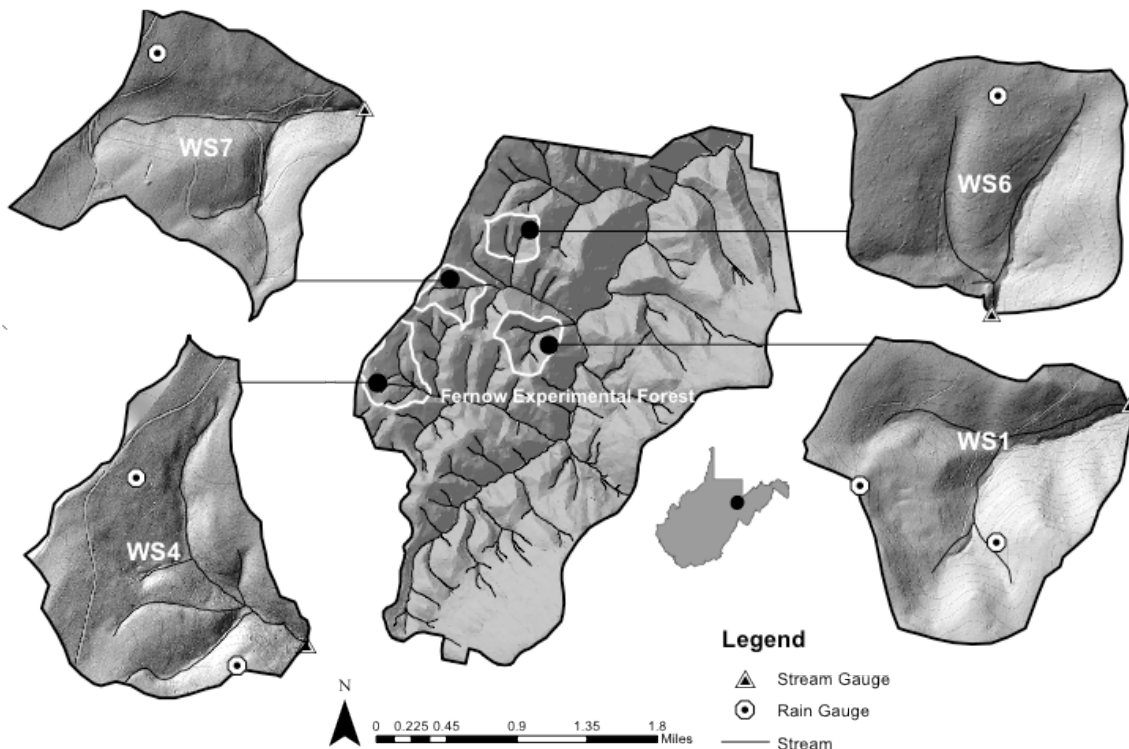 WS7
WS6
Fernow Experimental Forest
WS1
WS4
Legend
Stream Gauge
Rain Gauge
Stream
N
0 0.225 0.45 0.9 1.35 1.8
Miles